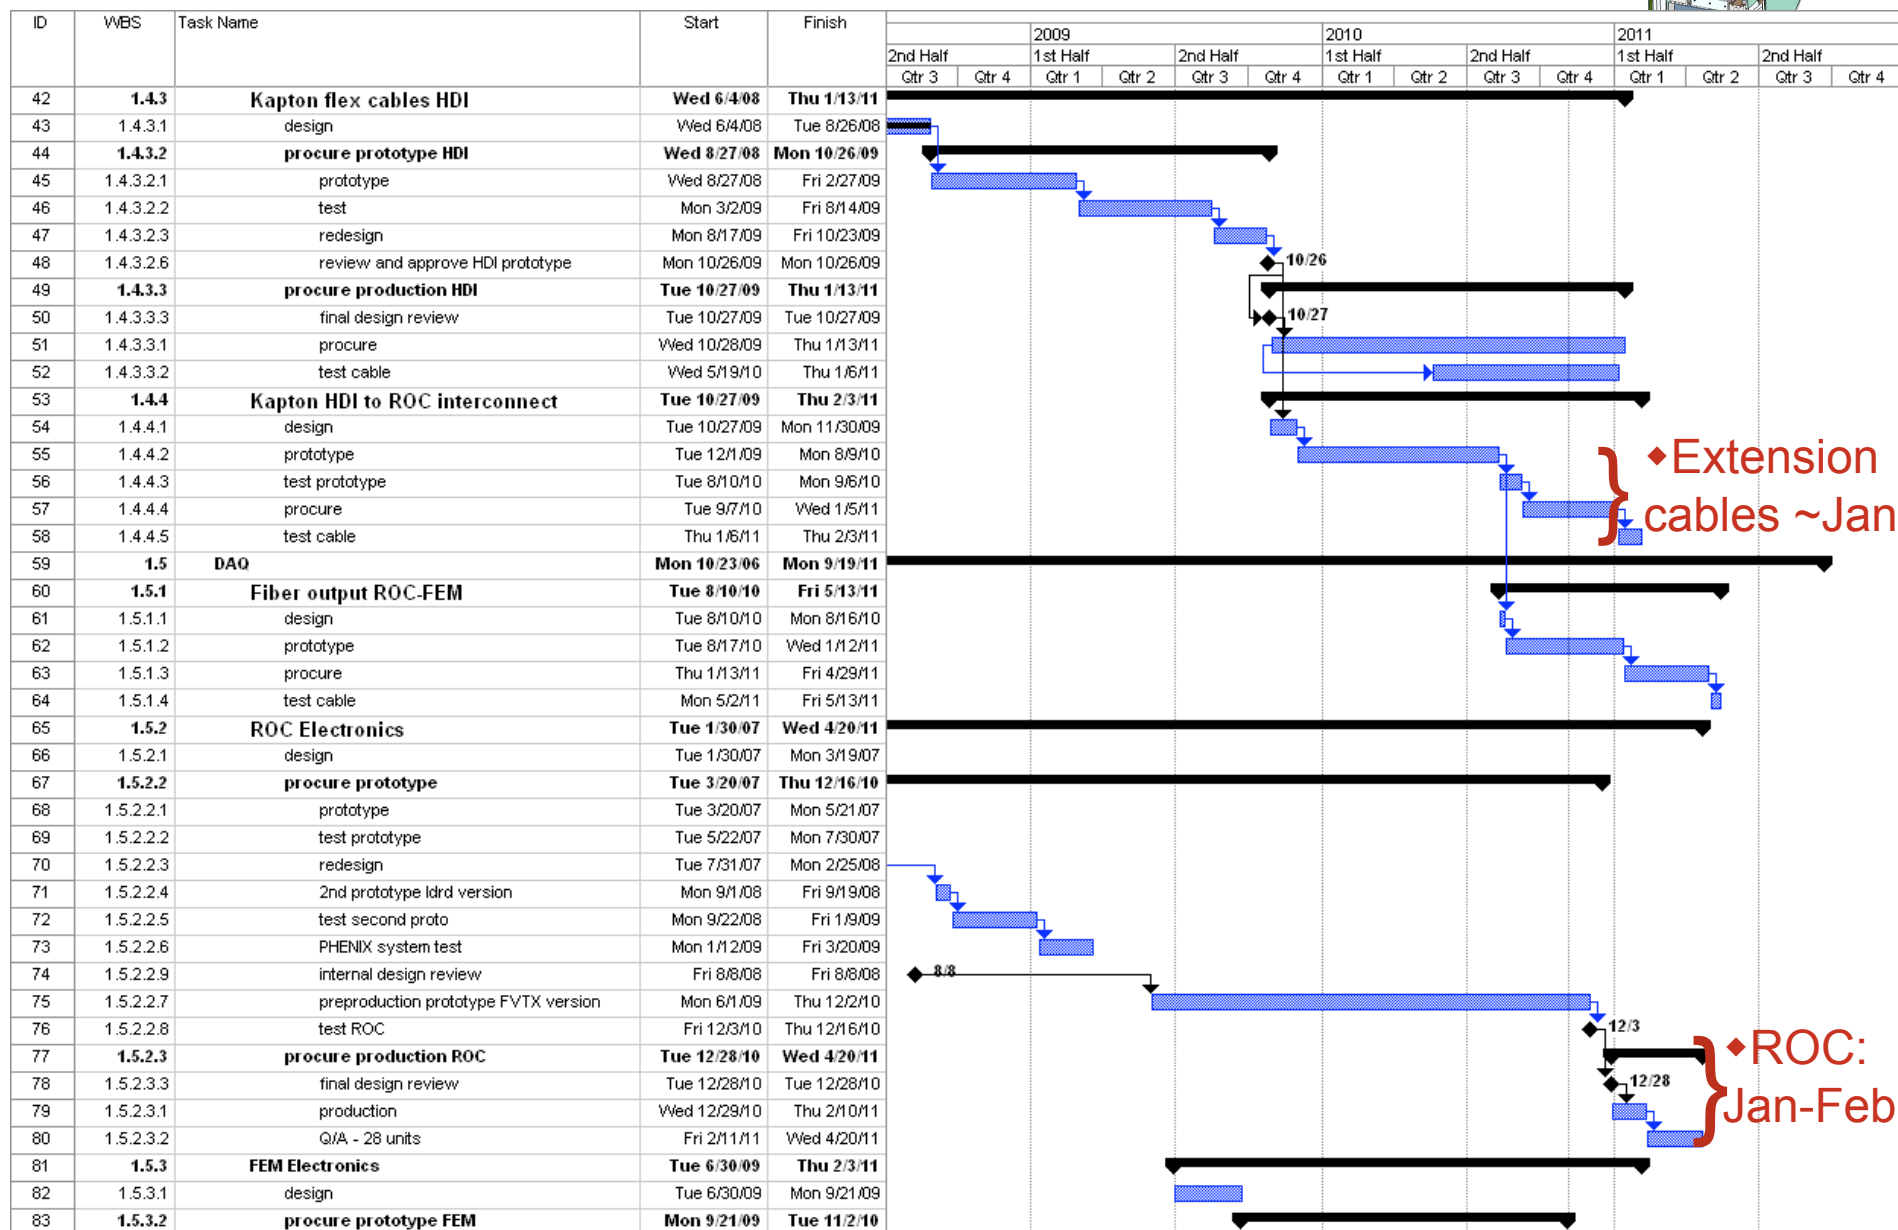 ID WBS Task Name Start Finish
2009 2010 2011
2nd Half 1st Half 2nd Half 1st Half 2nd Half 1st Half 2nd Half
Qtr 3 Qtr 4 Qtr 1 Qtr 2 Qtr 3 Qtr 4 Qtr 1 Qtr 2 Qtr 3 Qtr 4 Qtr 1 Qtr 2 Qtr 3 Qtr 4
42 1.4.3 Kapton flex cables HDI Wed 6/4/08 Thu 1/13/11
43 1.4.3.1 design Wed 6/4/08 Tue 8/26/08
44 1.4.3.2 procure prototype HDI Wed 8/27/08 Mon 10/26/09
45 1.4.3.2.1 prototype Wed 8/27/08 Fri 2/27/09
46 1.4.3.2.2 test Mon 3/2/09 Fri 8/14/09
47 1.4.3.2.3 redesign Mon 8/17/09 Fri 10/23/09
48 1.4.3.2.6 review and approve HDI prototype Mon 10/26/09 Mon 10/26/09 10/26
49 1.4.3.3 procure production HDI Tue 10/27/09 Thu 1/13/11
50 1.4.3.3.3 final design review Tue 10/27/09 Tue 10/27/09 10/27
51 1.4.3.3.1 procure Wed 10/28/09 Thu 1/13/11
52 1.4.3.3.2 test cable Wed 5/19/10 Thu 1/6/11
53 1.4.4 Kapton HDI to ROC interconnect Tue 10/27/09 Thu 2/3/11
54 1.4.4.1 design Tue 10/27/09 Mon 11/30/09
55 1.4.4.2 prototype Tue 12/1/09 Mon 8/9/10
56 1.4.4.3 test prototype Tue 8/10/10 Mon 9/6/10
57 1.4.4.4 procure Tue 9/7/10 Wed 1/5/11
58 1.4.4.5 test cable Thu 1/6/11 Thu 2/3/11
◆Extension
cables ~Jan
59 1.5 DAQ Mon 10/23/06 Mon 9/19/11
60 1.5.1 Fiber output ROC-FEM Tue 8/10/10 Fri 5/13/11
61 1.5.1.1 design Tue 8/10/10 Mon 8/16/10
62 1.5.1.2 prototype Tue 8/17/10 Wed 1/12/11
63 1.5.1.3 procure Thu 1/13/11 Fri 4/29/11
64 1.5.1.4 test cable Mon 5/2/11 Fri 5/13/11
65 1.5.2 ROC Electronics Tue 1/30/07 Wed 4/20/11
66 1.5.2.1 design Tue 1/30/07 Mon 3/19/07
67 1.5.2.2 procure prototype Tue 3/20/07 Thu 12/16/10
68 1.5.2.2.1 prototype Tue 3/20/07 Mon 5/21/07
69 1.5.2.2.2 test prototype Tue 5/22/07 Mon 7/30/07
70 1.5.2.2.3 redesign Tue 7/31/07 Mon 2/25/08
71 1.5.2.2.4 2nd prototype ldrd version Mon 9/1/08 Fri 9/19/08
72 1.5.2.2.5 test second proto Mon 9/22/08 Fri 1/9/09
73 1.5.2.2.6 PHENIX system test Mon 1/12/09 Fri 3/20/09
74 1.5.2.2.9 internal design review Fri 8/8/08 Fri 8/8/08 8/8
75 1.5.2.2.7 preproduction prototype FVTX version Mon 6/1/09 Thu 12/2/10
76 1.5.2.2.8 test ROC Fri 12/3/10 Thu 12/16/10 12/3
77 1.5.2.3 procure production ROC Tue 12/28/10 Wed 4/20/11
78 1.5.2.3.3 final design review Tue 12/28/10 Tue 12/28/10 12/28
79 1.5.2.3.1 production Wed 12/29/10 Thu 2/10/11
80 1.5.2.3.2 Q/A - 28 units Fri 2/11/11 Wed 4/20/11
◆ROC:
Jan-Feb
81 1.5.3 FEM Electronics Tue 6/30/09 Thu 2/3/11
82 1.5.3.1 design Tue 6/30/09 Mon 9/21/09
83 1.5.3.2 procure prototype FEM Mon 9/21/09 Tue 11/2/10